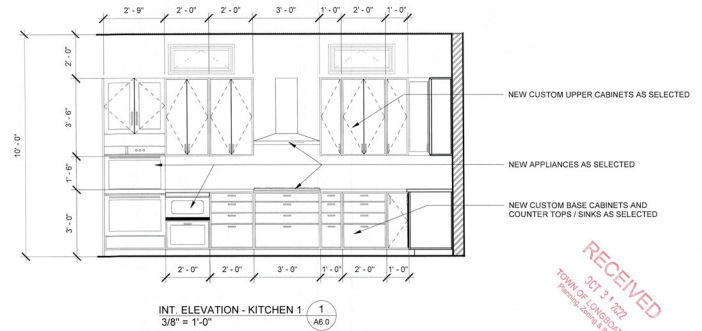 2' - 9" 2' - 0" 2' - 0" 3' - 0" 1' - 0" 2' - 0" 1' - 0"
2' - 0"
3' - 6"
10' - 0"
1' - 6"
3' - 0"
NEW CUSTOM UPPER CABINETS AS SELECTED
NEW APPLIANCES AS SELECTED
NEW CUSTOM BASE CABINETS AND
COUNTER TOPS / SINKS AS SELECTED
2' - 0" 2' - 0" 3' - 0" 1' - 0" 2' - 0" 1' - 0"
INT. ELEVATION - KITCHEN 1
3/8" = 1'-0"
1
A6.0
RECEIVED
OCT 3 1 2022
TOWN OF
Planning, Zoning &